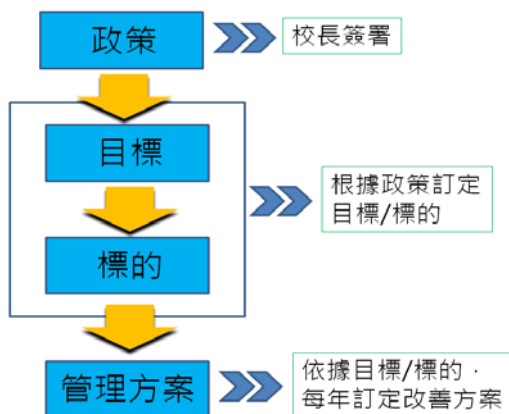 政策
校長簽署
目標
標的
根據政策訂定
目標/標的
管理方案
依據目標/標的，
每年訂定改善方案